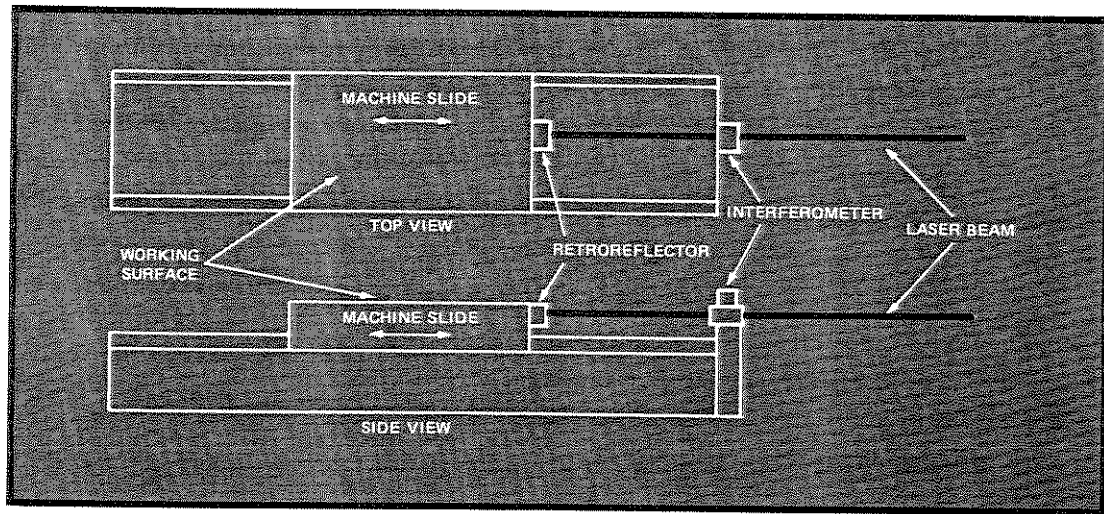 MACHINE SLIDE
TOP VIEW
INTERFEROMETER
WORKING
SURFACE
RETROREFLECTOR
LASER BEAM
MACHINE SLIDE
SIDE VIEW